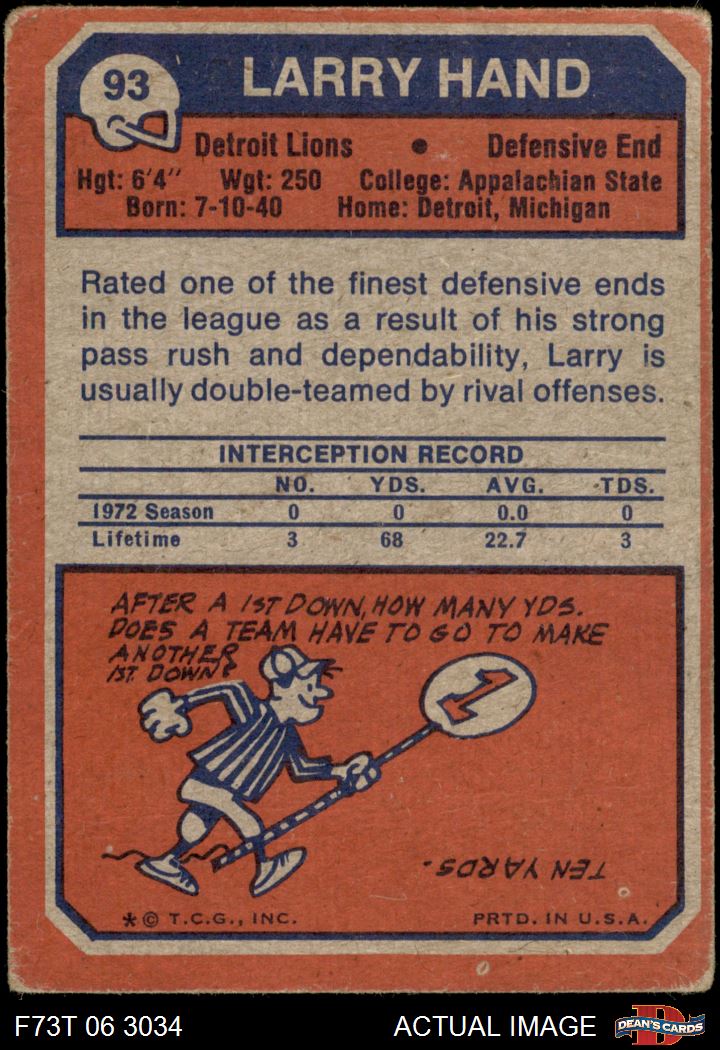 93
LARRY HAND
Detroit Lions • Defensive End
Hgt: 6'4" Wgt: 250 College: Appalachian State
Born: 7-10-40 Home: Detroit, Michigan
Rated one of the finest defensive ends
in the league as a result of his strong
pass rush and dependability, Larry is
usually double-teamed by rival offenses.
INTERCEPTION RECORD
NO. YDS. AVG. TDS.
1972 Season 0 0 0.0 0
Lifetime 3 68 22.7 3
AFTER A 1ST DOWN, HOW MANY YDS.
DOES A TEAM HAVE TO GO TO MAKE
ANOTHER
1ST DOWN?
1
TEN YARDS.
* © T.C.G., INC. PRTD. IN U.S.A.
F73T 06 3034 ACTUAL IMAGE D DEAN'S CARDS